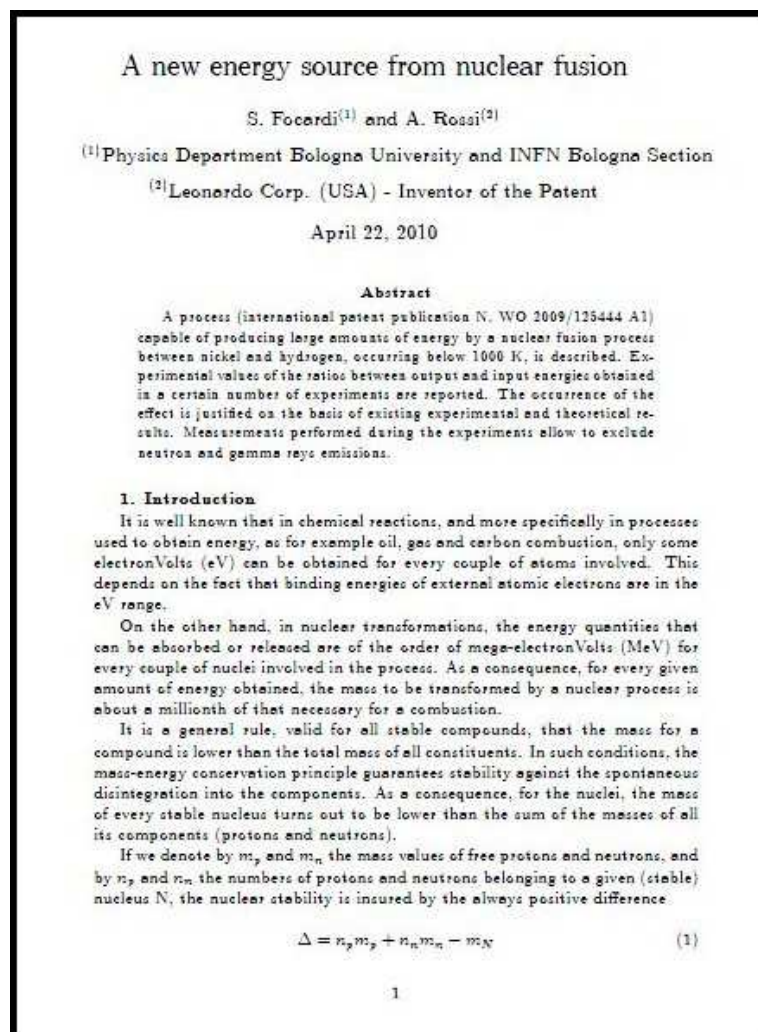 A new energy source from nuclear fusion
S. Focardi(1) and A. Rossi(2)
(1)Physics Department Bologna University and INFN Bologna Section
(2)Leonardo Corp. (USA) - Inventor of the Patent
April 22, 2010
Abstract
A process (international patent publication N. WO 2009/125444 A1)
capable of producing large amounts of energy by a nuclear fusion process
between nickel and hydrogen, occurring below 1000 K, is described. Ex-
perimental values of the ratios between output and input energies obtained
in a certain number of experiments are reported. The occurrence of the
effect is justified on the basis of existing experimental and theoretical re-
sults. Measurements performed during the experiments allow to exclude
neutron and gamma rays emissions.
1. Introduction
It is well known that in chemical reactions, and more specifically in processes
used to obtain energy, as for example oil, gas and carbon combustion, only some
electronVolts (eV) can be obtained for every couple of atoms involved. This
depends on the fact that binding energies of external atomic electrons are in the
eV range.
On the other hand, in nuclear transformations, the energy quantities that
can be absorbed or released are of the order of mega-electronVolts (MeV) for
every couple of nuclei involved in the process. As a consequence, for every given
amount of energy obtained, the mass to be transformed by a nuclear process is
about a millionth of that necessary for a combustion.
It is a general rule, valid for all stable compounds, that the mass for a
compound is lower than the total mass of all constituents. In such conditions, the
mass-energy conservation principle guarantees stability against the spontaneous
disintegration into the components. As a consequence, for the nuclei, the mass
of every stable nucleus turns out to be lower than the sum of the masses of all
its components (protons and neutrons).
If we denote by m_p and m_n the mass values of free protons and neutrons, and
by n_p and n_n the numbers of protons and neutrons belonging to a given (stable)
nucleus N, the nuclear stability is insured by the always positive difference
Δ = n_p m_p + n_n m_n − m_N (1)
1